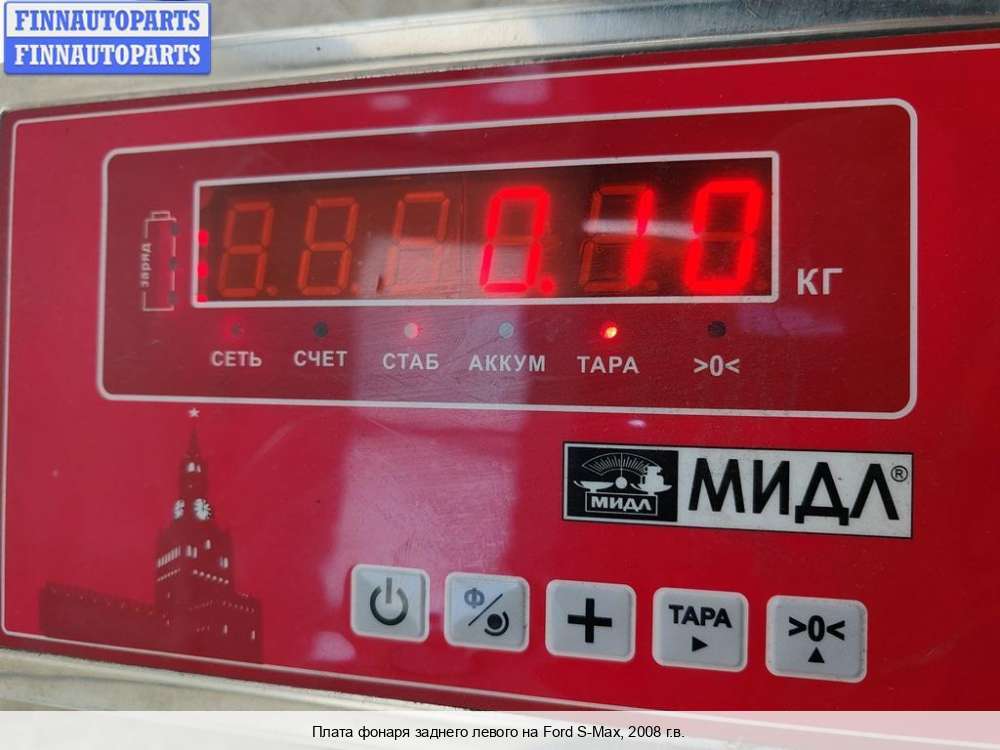 FINNAUTOPARTS
FINNAUTOPARTS
заряд
0.10
КГ
СЕТЬ СЧЕТ СТАБ АККУМ ТАРА >0<
МИДЛ МИДЛ®
Ф
+
ТАРА
>0<
Плата фонаря заднего левого на Ford S-Max, 2008 г.в.